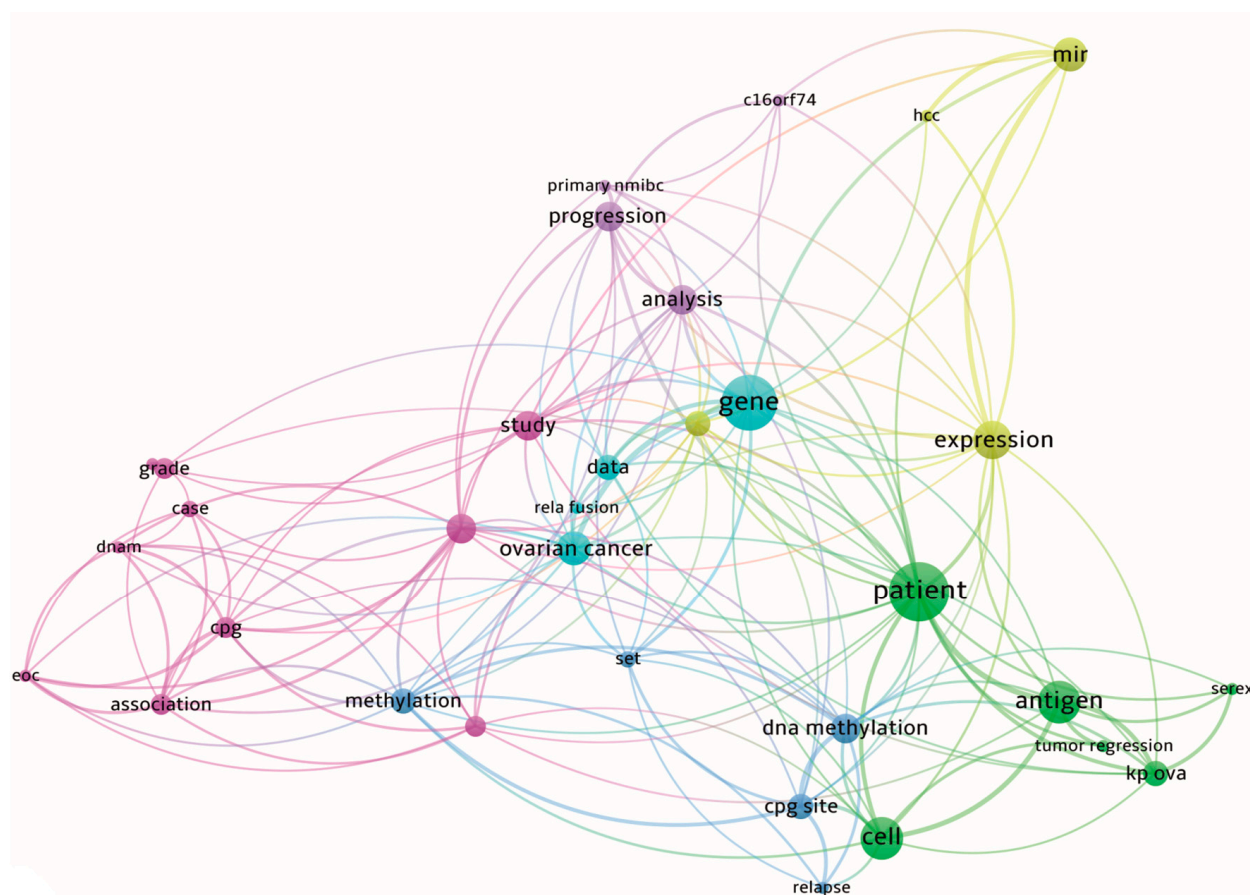 mir
c16orf74
hcc
primary nmibc
progression
analysis
gene
study
expression
grade
data
case
rela fusion
dnam
ovarian cancer
patient
cpg
set
eoc
serex
methylation
antigen
association
dna methylation
tumor regression
kp ova
cpg site
cell
relapse